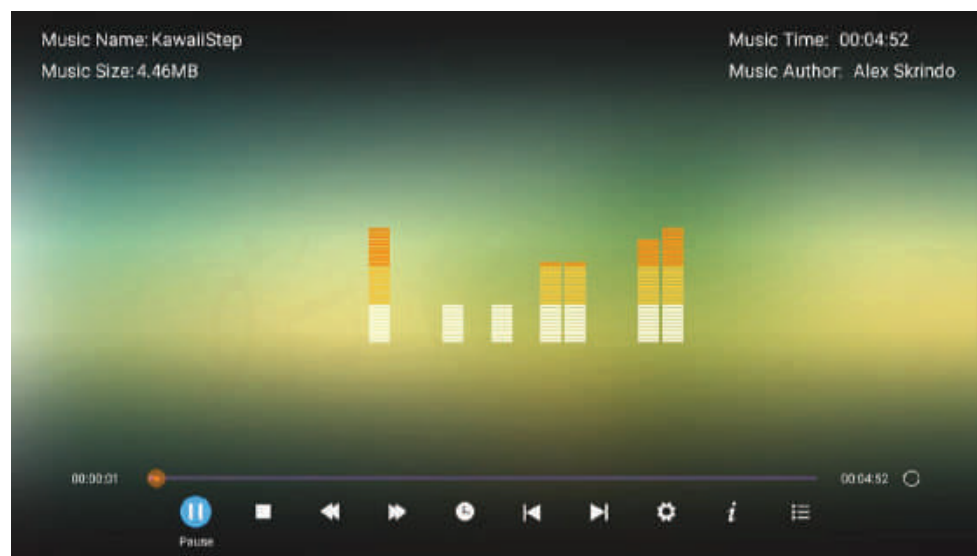 Music Name: KawaiiStep
Music Size: 4.46MB
Music Time: 00:04:52
Music Author: Alex Skrindo
00:00:01
00:04:52
Pause